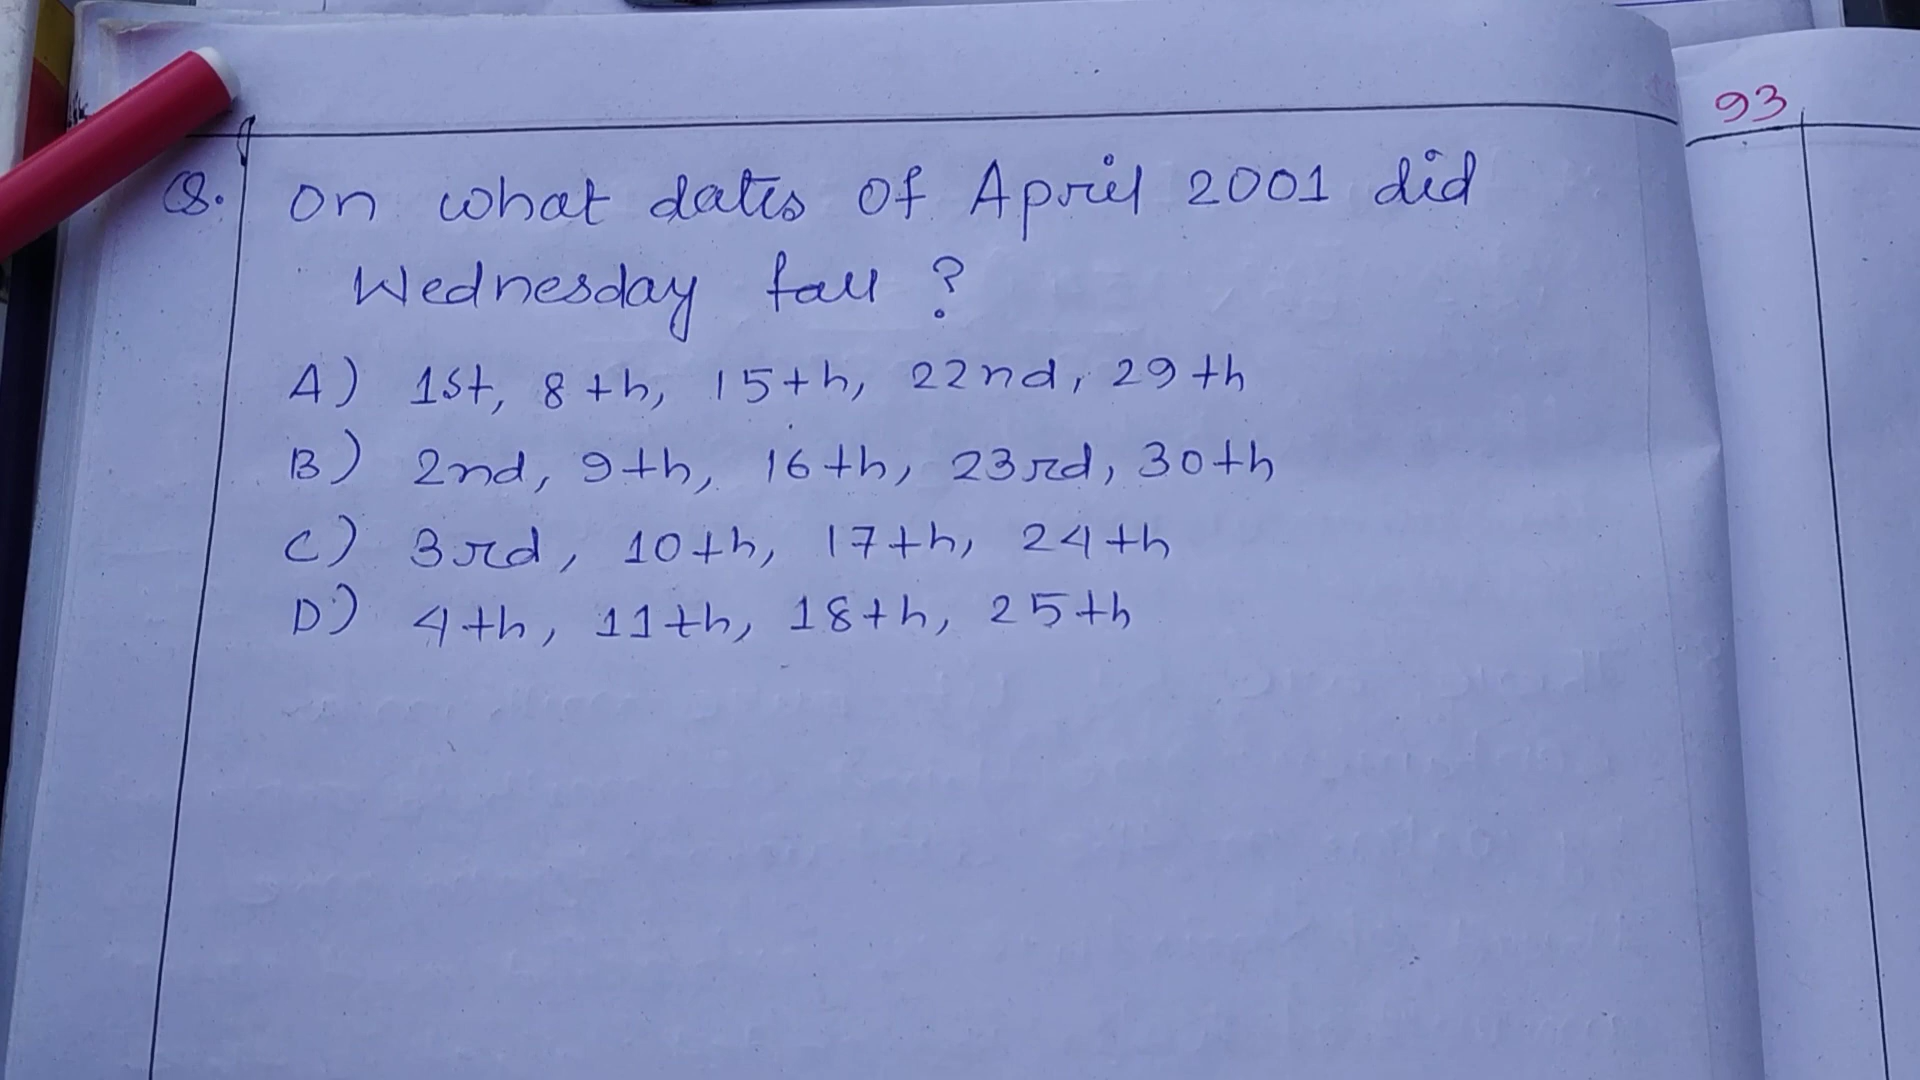 93
Q. On what dates of April 2001 did
Wednesday fall ?
A) 1st, 8th, 15th, 22nd, 29th
B) 2nd, 9th, 16th, 23rd, 30th
C) 3rd, 10th, 17th, 24th
D) 4th, 11th, 18th, 25th